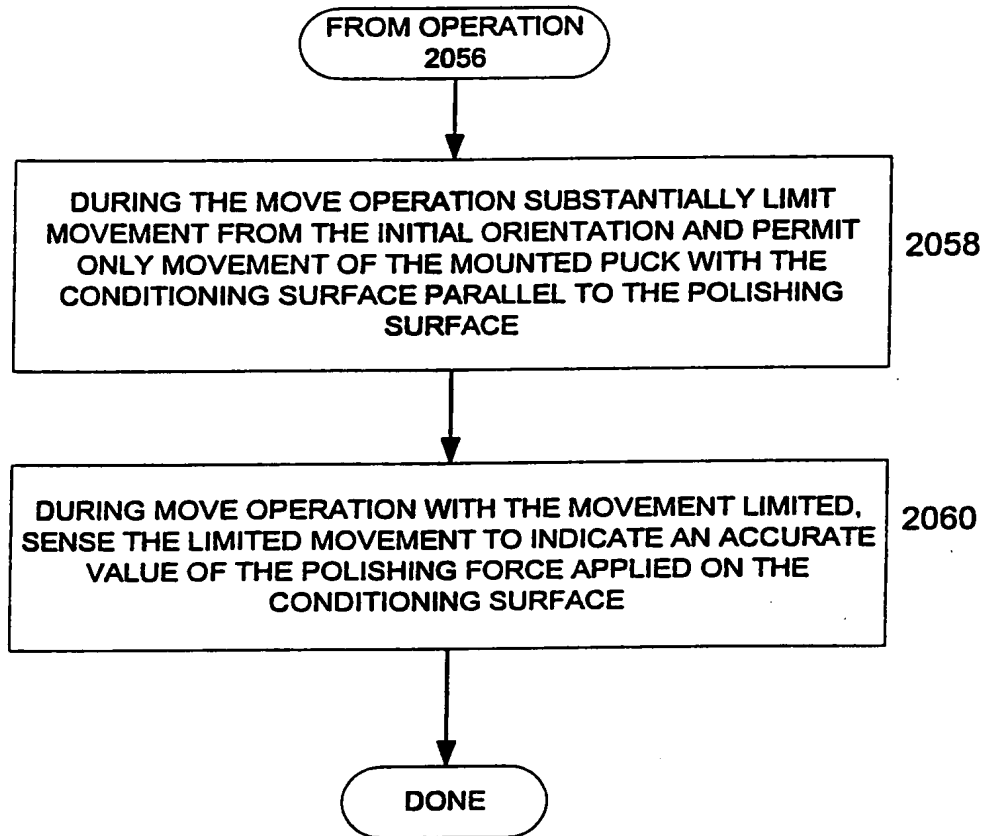 FROM OPERATION
2056
DURING THE MOVE OPERATION SUBSTANTIALLY LIMIT
MOVEMENT FROM THE INITIAL ORIENTATION AND PERMIT
ONLY MOVEMENT OF THE MOUNTED PUCK WITH THE
CONDITIONING SURFACE PARALLEL TO THE POLISHING
SURFACE
2058
DURING MOVE OPERATION WITH THE MOVEMENT LIMITED,
SENSE THE LIMITED MOVEMENT TO INDICATE AN ACCURATE
VALUE OF THE POLISHING FORCE APPLIED ON THE
CONDITIONING SURFACE
2060
DONE